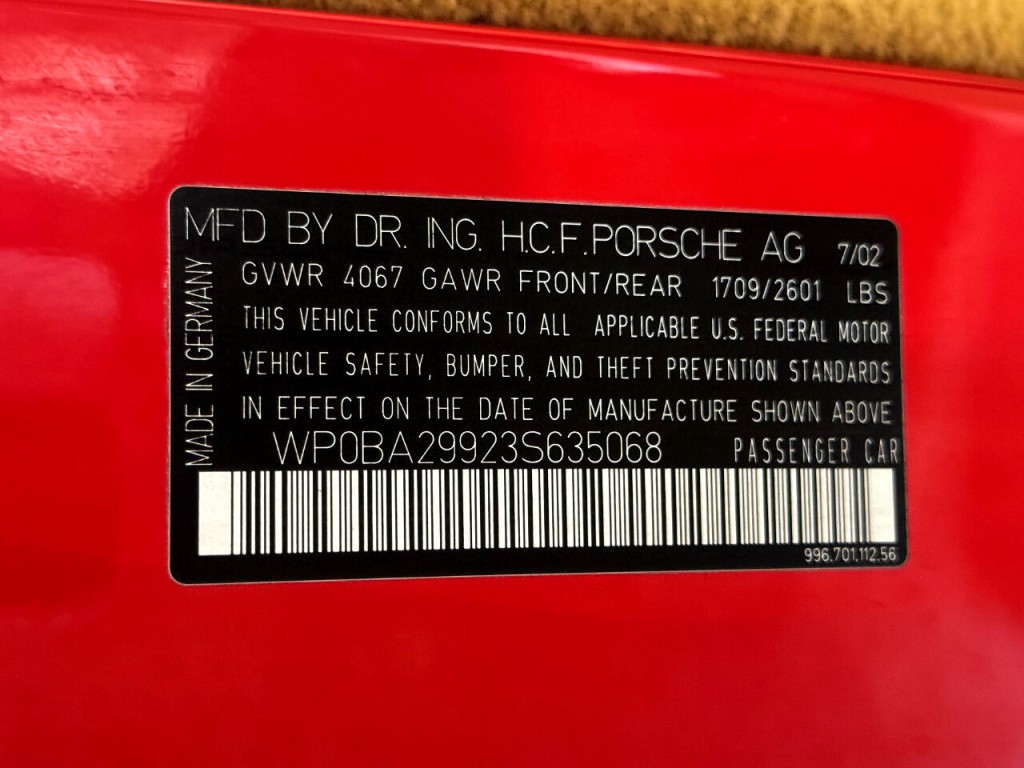 MFD BY DR. ING. H.C.F. PORSCHE AG 7/02
GVWR 4067 GAWR FRONT/REAR 1709/2601 LBS
THIS VEHICLE CONFORMS TO ALL APPLICABLE U.S. FEDERAL MOTOR
VEHICLE SAFETY, BUMPER, AND THEFT PREVENTION STANDARDS
IN EFFECT ON THE DATE OF MANUFACTURE SHOWN ABOVE
WP0BA29923S635068 PASSENGER CAR
996.701.112.56
MADE IN GERMANY